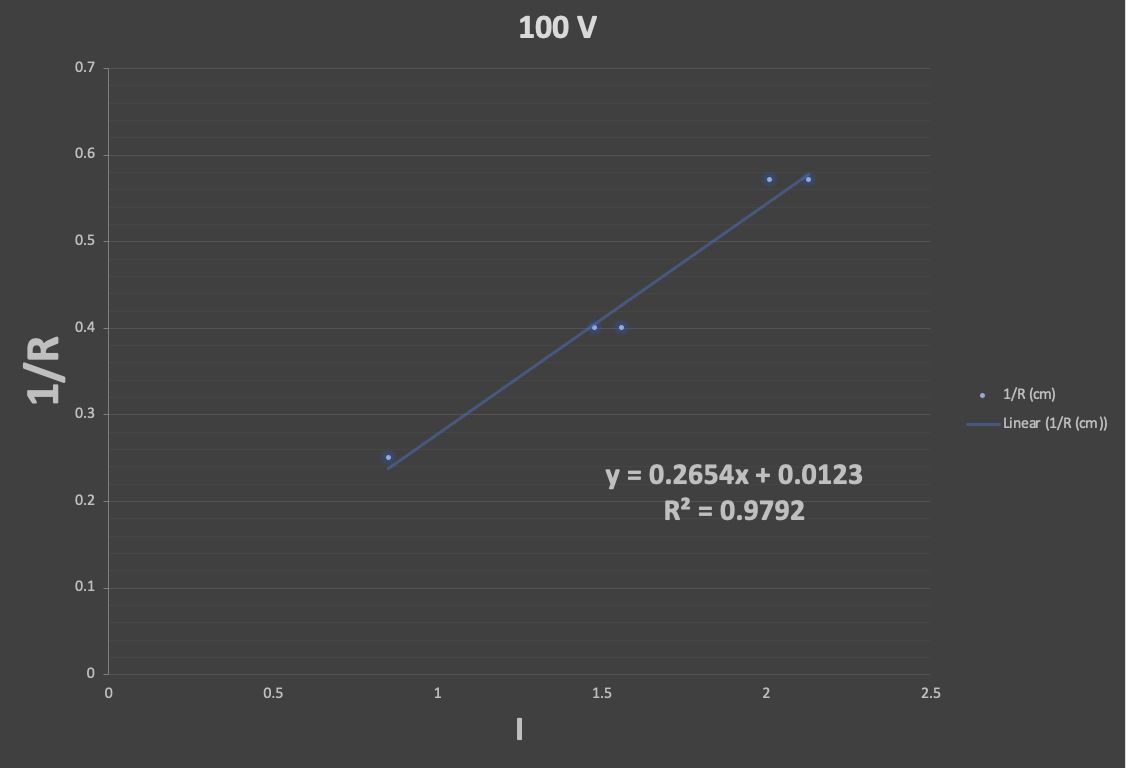 100 V
0.7
0.6
0.5
0.4
0.3
0.2
0.1
0
1/R
0
0.5
1
1.5
2
2.5
I
y = 0.2654x + 0.0123
R² = 0.9792
1/R (cm)
Linear (1/R (cm))